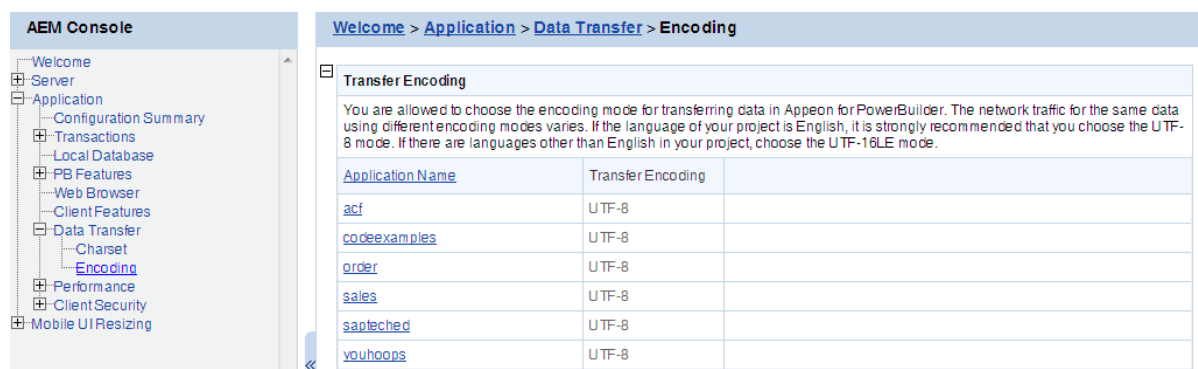 AEM Console
Welcome
Server
Application
Configuration Summary
Transactions
Local Database
PB Features
Web Browser
Client Features
Data Transfer
Charset
Encoding
Performance
Client Security
Mobile UI Resizing
Welcome > Application > Data Transfer > Encoding
Transfer Encoding
You are allowed to choose the encoding mode for transferring data in Appeon for PowerBuilder. The network traffic for the same data
using different encoding modes varies. If the language of your project is English, it is strongly recommended that you choose the UTF-
8 mode. If there are languages other than English in your project, choose the UTF-16LE mode.
Application Name Transfer Encoding
acf UTF-8
codeexamples UTF-8
order UTF-8
sales UTF-8
sapteched UTF-8
youhoops UTF-8